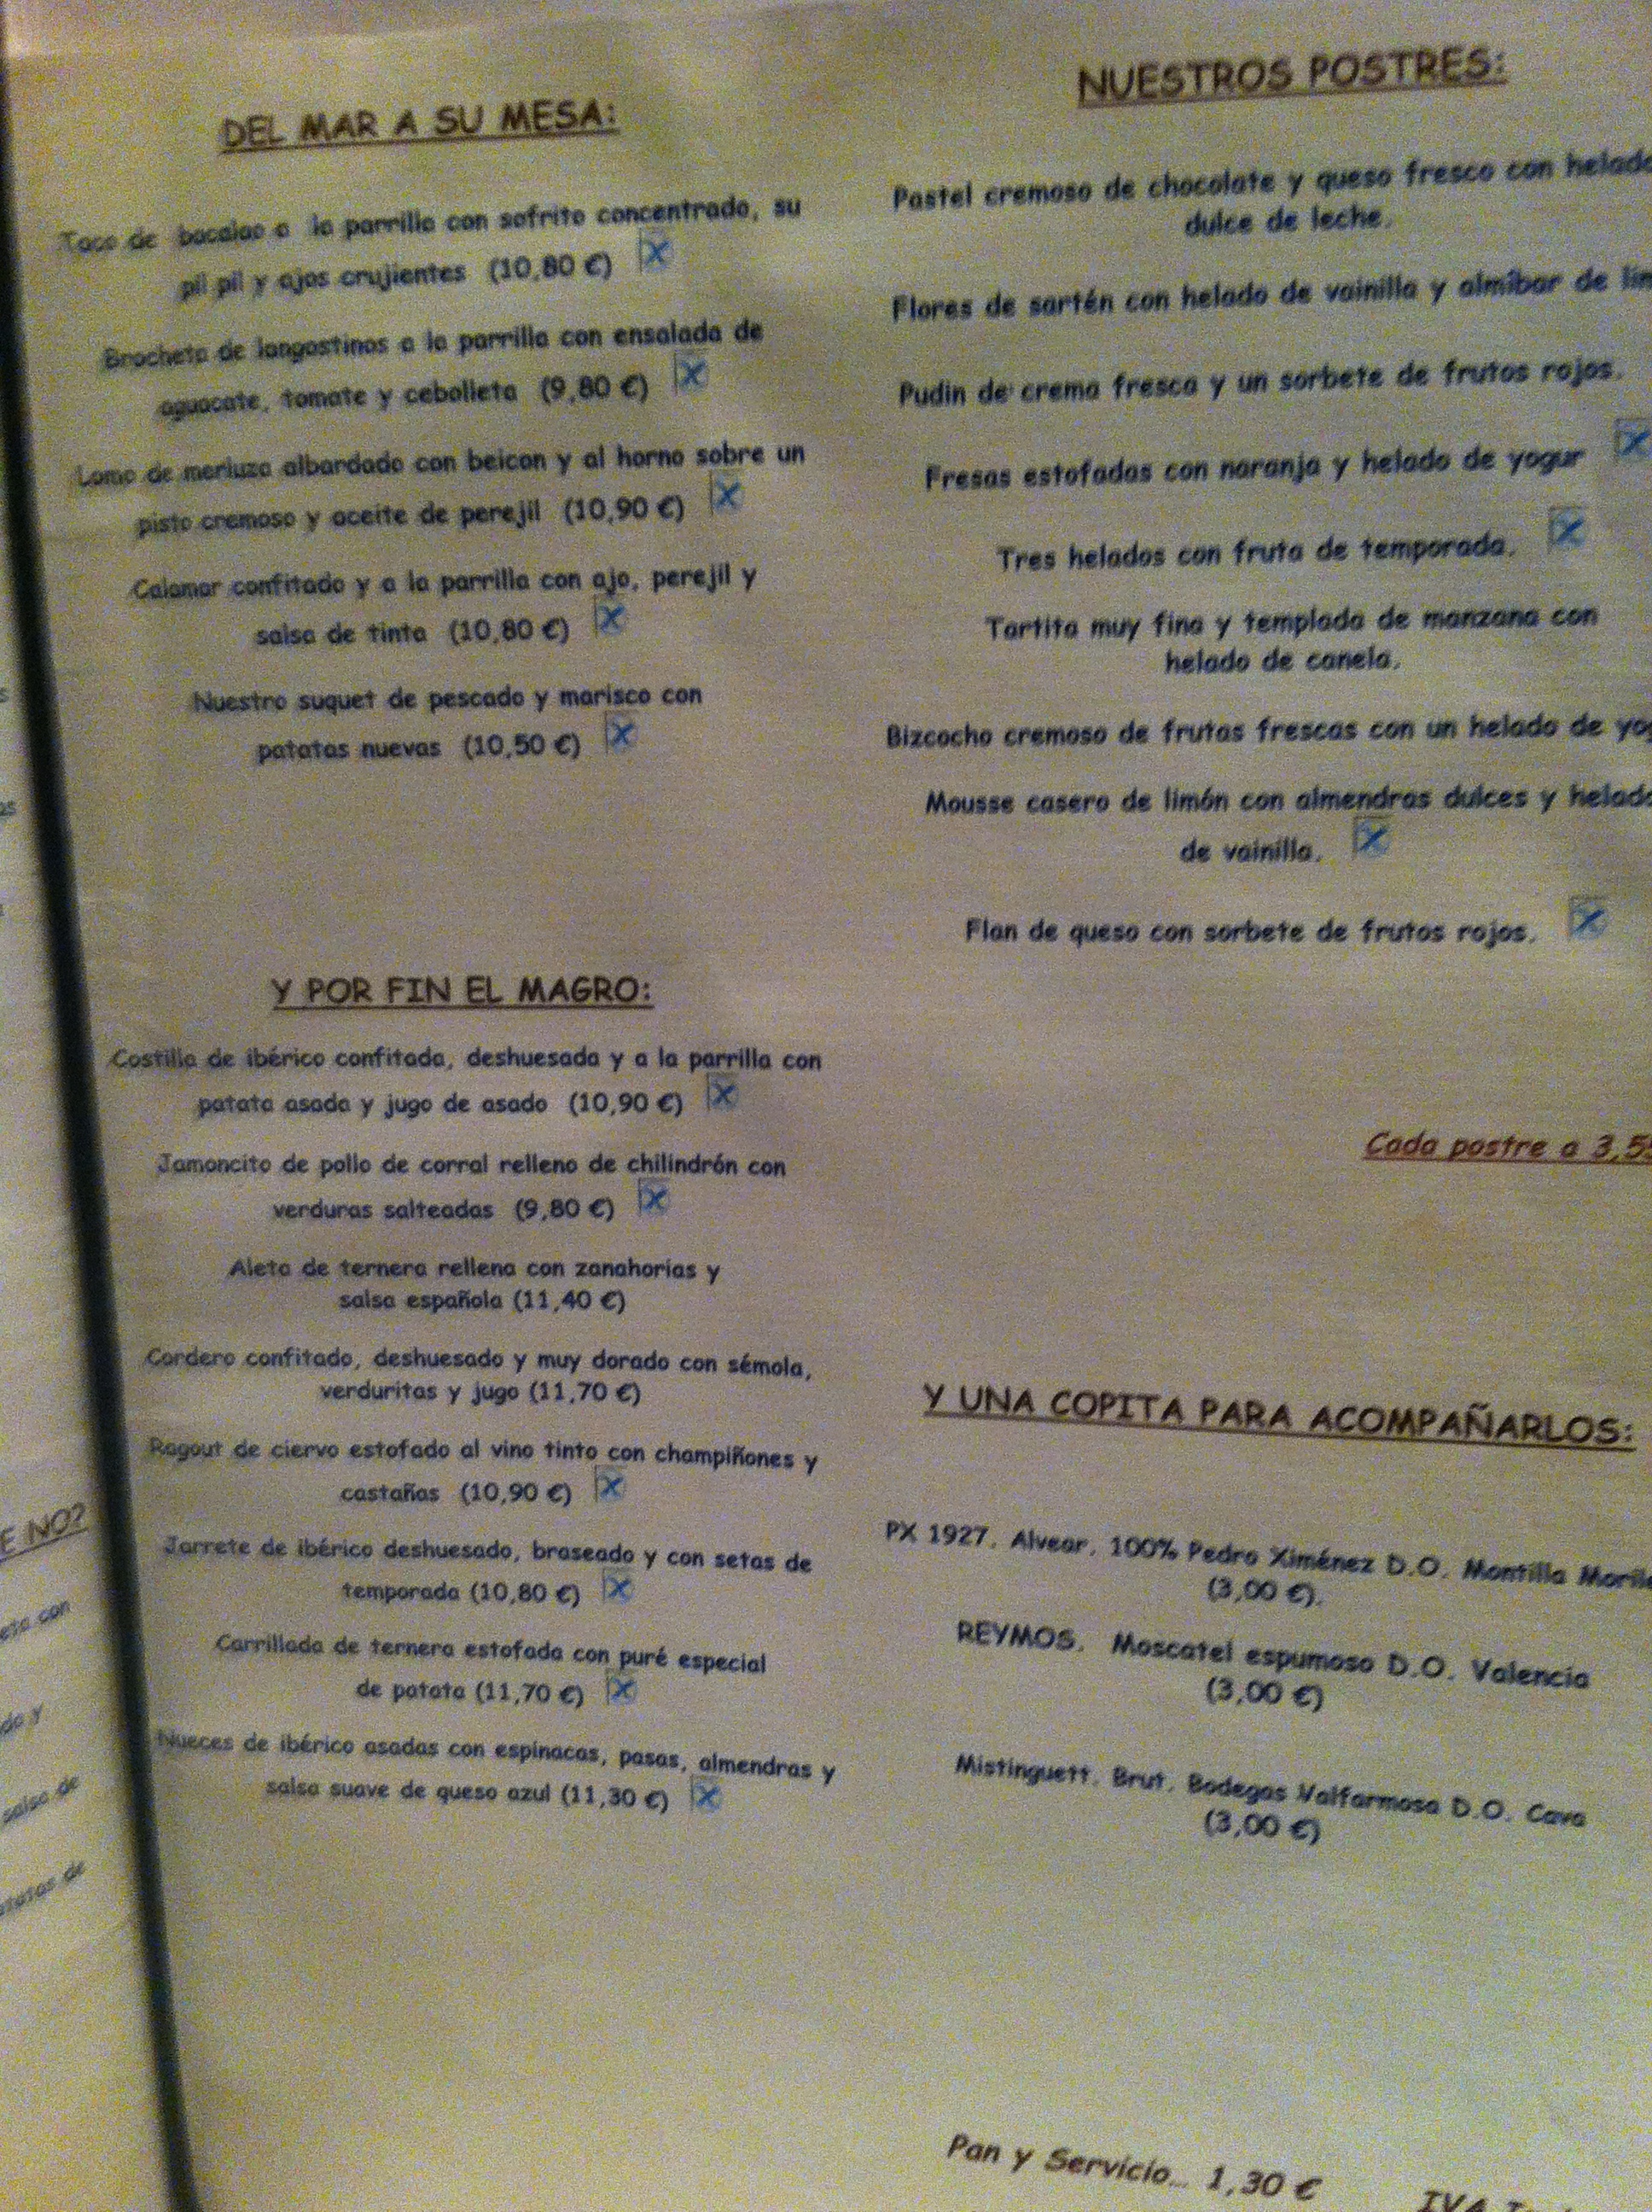 DEL MAR A SU MESA:
Taco de bacalao a la parrilla con sofrito concentrado, su
pil pil y ajos crujientes (10,80 €)
Brocheta de langostinos a la parrilla con ensalada de
aguacate, tomate y cebolleta (9,80 €)
Lomo de merluza albardado con beicon y al horno sobre un
pisto cremoso y aceite de perejil (10,90 €)
Calamar confitado y a la parrilla con ajo, perejil y
salsa de tinta (10,80 €)
Nuestro suquet de pescado y marisco con
patatas nuevas (10,50 €)
Y POR FIN EL MAGRO:
Costilla de ibérico confitada, deshuesada y a la parrilla con
patata asada y jugo de asado (10,90 €)
Jamoncito de pollo de corral relleno de chilindrón con
verduras salteadas (9,80 €)
Aleta de ternera rellena con zanahorias y
salsa española (11,40 €)
Cordero confitado, deshuesado y muy dorado con sémola,
verduritas y jugo (11,70 €)
Ragout de ciervo estofado al vino tinto con champiñones y
castañas (10,90 €)
Jarrete de ibérico deshuesado, braseado y con setas de
temporada (10,80 €)
Carrillada de ternera estofada con puré especial
de patata (11,70 €)
Nueces de ibérico asadas con espinacas, pasas, almendras y
salsa suave de queso azul (11,30 €)
NUESTROS POSTRES:
Pastel cremoso de chocolate y queso fresco con helado
dulce de leche.
Flores de sartén con helado de vainilla y almíbar de
Pudin de crema fresca y un sorbete de frutos rojos.
Fresas estofadas con naranja y helado de yogur
Tres helados con fruta de temporada.
Tartita muy fina y templada de manzana con
helado de canela.
Bizcocho cremoso de frutas frescas con un helado de
Mousse casero de limón con almendras dulces y helado
de vainilla.
Flan de queso con sorbete de frutos rojos.
Cada postre a 3,5
Y UNA COPITA PARA ACOMPAÑARLOS:
PX 1927. Alvear. 100% Pedro Ximénez D.O. Montilla
(3,00 €).
REYMOS. Moscatel espumoso D.O. Valencia
(3,00 €)
Mistinguett. Brut. Bodegas Valformosa D.O. Cava
(3,00 €)
Pan y Servicio... 1,30 €
IVA
E NO?
con
y
salsa de
de